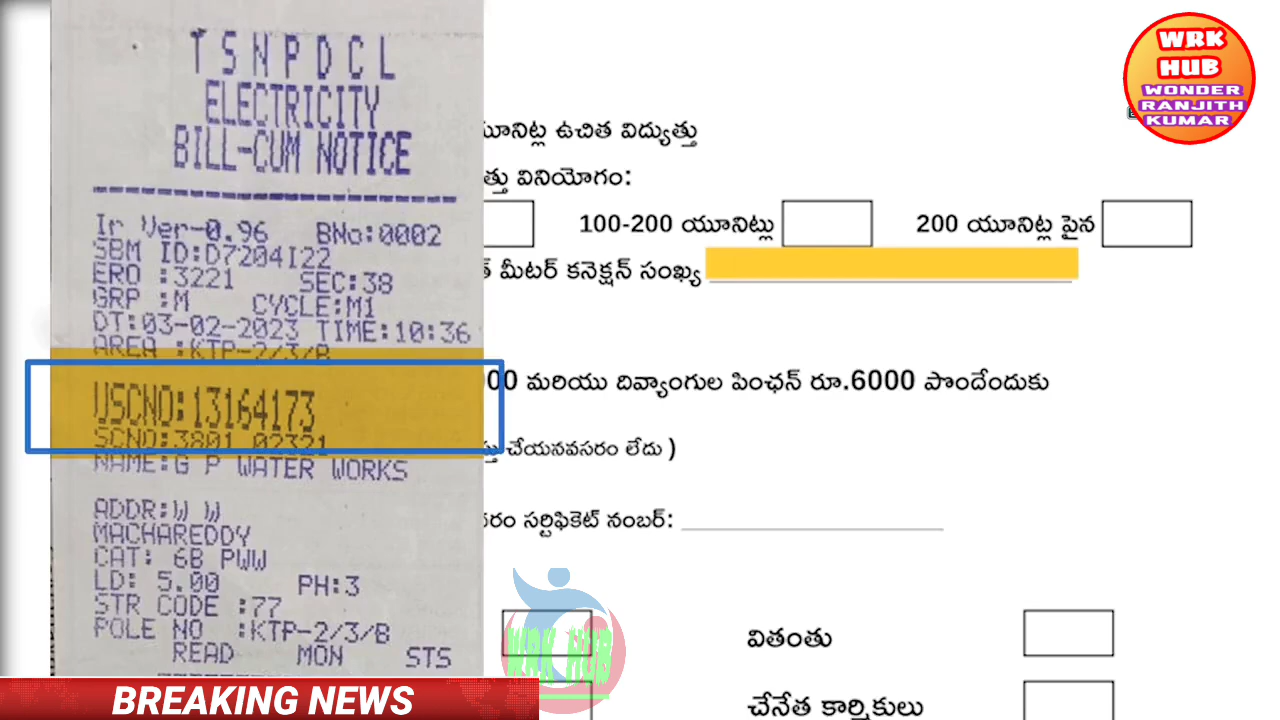 T S N P D C L
ELECTRICITY
BILL-CUM NOTICE
Ir Ver-0.96 BNo:0002
SBM ID:D7204I22
ERO :3221 SEC:38
GRP :M CYCLE:M1
DT:03-02-2023 TIME:10:36
AREA :KTP-2/3/B
USCNO:13164173
SCNO:3801 02321
NAME:G P WATER WORKS
ADDR:W W
MACHAREDDY
CAT: 6B PWW
LD: 5.00 PH:3
STR CODE :77
POLE NO :KTP-2/3/B
READ MON STS
ఉచిత విద్యుత్తు
వినియోగం:
100-200 యూనిట్లు
200 యూనిట్ల పైన
మీటర్ కనెక్షన్ సంఖ్య
మరియు దివ్యాంగుల పింఛన్ రూ.6000 పొందేందుకు
చేయనవసరం లేదు )
సర్టిఫికెట్ నంబర్:
వితంతు
చేనేత కార్మికులు
WRK
HUB
WONDER
RANJITH
KUMAR
WRK HUB
BREAKING NEWS